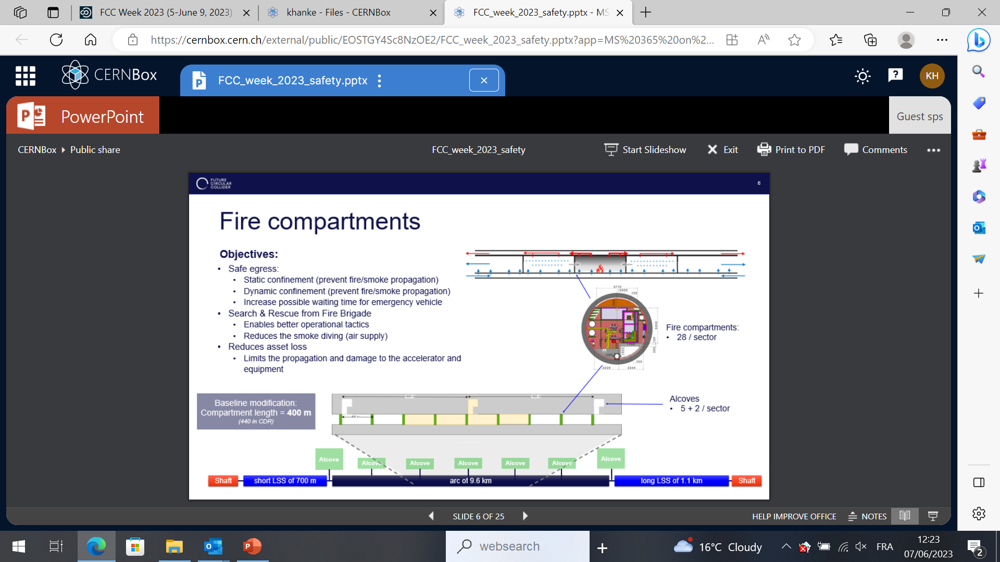 FCC Week 2023 (5-June 9, 2023)
khanke - Files - CERNBox
FCC_week_2023_safety.pptx - MS
https://cernbox.cern.ch/external/public/EOSTGY4Sc8NzOE2/FCC_week_2023_safety.pptx?app=MS%20365%20on%2...
CERNBox
FCC_week_2023_safety.pptx
KH
PowerPoint
Guest sps
CERNBox
Public share
FCC_week_2023_safety
Start Slideshow
Exit
Print to PDF
Comments
FUTURE
CIRCULAR
COLLIDER
6
Fire compartments
Objectives:
• Safe egress:
• Static confinement (prevent fire/smoke propagation)
• Dynamic confinement (prevent fire/smoke propagation)
• Increase possible waiting time for emergency vehicle
• Search & Rescue from Fire Brigade
• Enables better operational tactics
• Reduces the smoke diving (air supply)
• Reduces asset loss
• Limits the propagation and damage to the accelerator and
equipment
3770
5500
100
Fire compartments:
• 28 / sector
2245
Baseline modification:
Compartment length = 400 m
(440 in CDR)
400 m
Alcoves
• 5 + 2 / sector
Alcove
Alcove
Alcove
Alcove
Alcove
Alcove
Alcove
Shaft
short LSS of 700 m
arc of 9.6 km
long LSS of 1.1 km
Shaft
SLIDE 6 OF 25
HELP IMPROVE OFFICE
NOTES
websearch
16°C Cloudy
FRA
12:23
07/06/2023
2